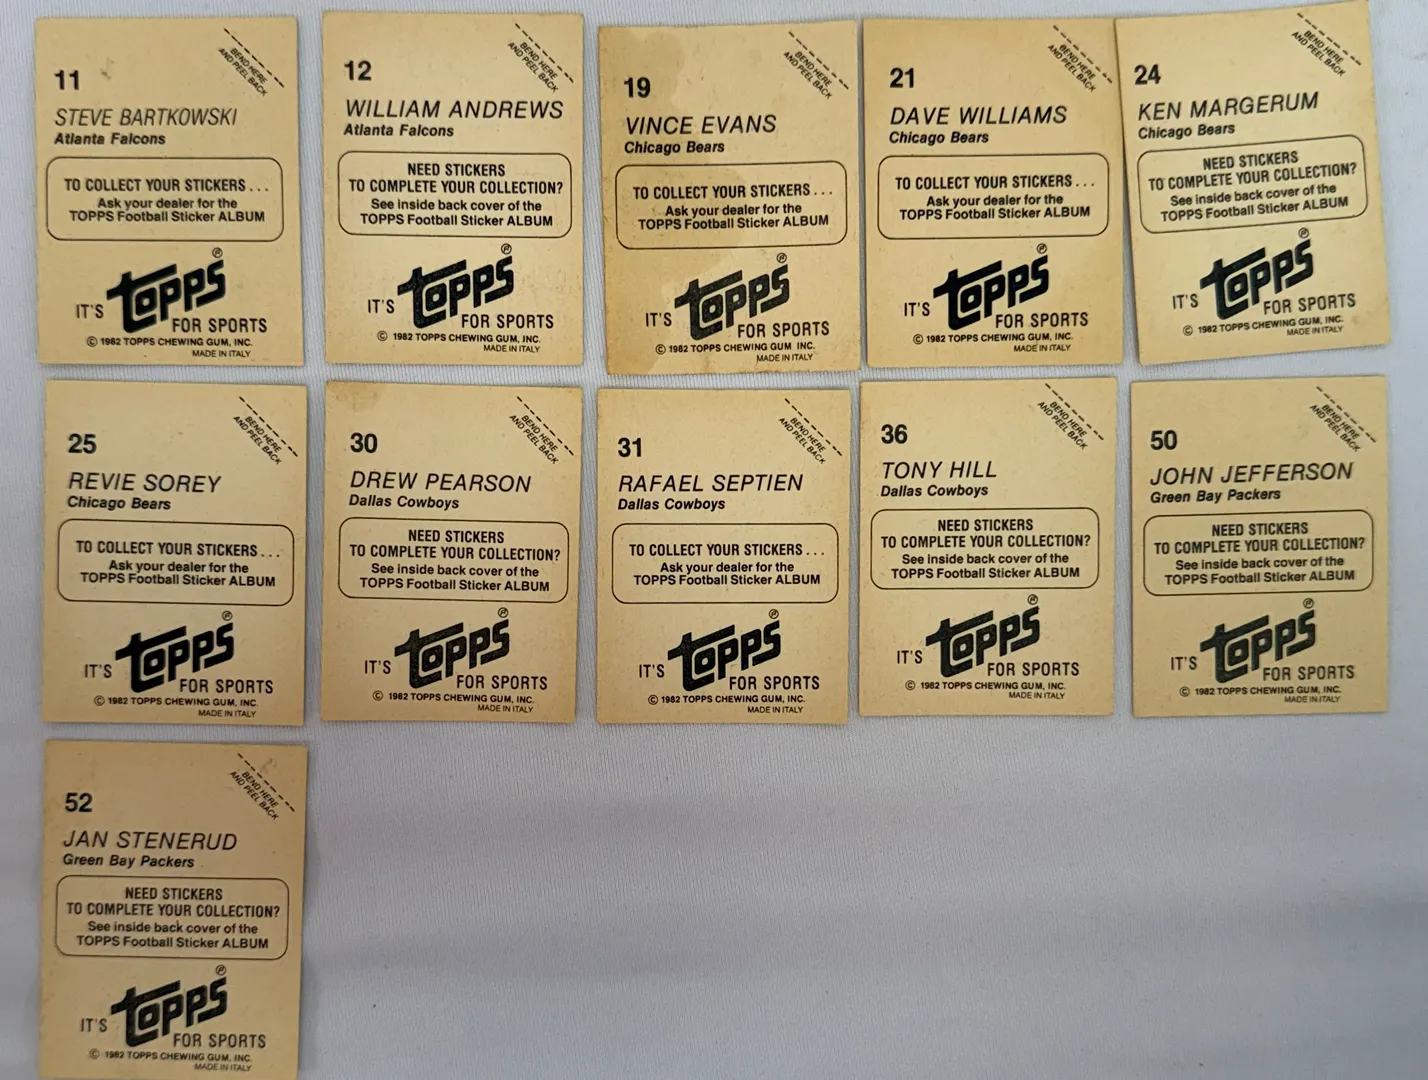 11
STEVE BARTKOWSKI
Atlanta Falcons
BEND HERE
AND PEEL BACK
TO COLLECT YOUR STICKERS...
Ask your dealer for the
TOPPS Football Sticker ALBUM
IT'S topps ®
FOR SPORTS
© 1982 TOPPS CHEWING GUM, INC.
MADE IN ITALY
12
WILLIAM ANDREWS
Atlanta Falcons
BEND HERE
AND PEEL BACK
NEED STICKERS
TO COMPLETE YOUR COLLECTION?
See inside back cover of the
TOPPS Football Sticker ALBUM
IT'S topps ®
FOR SPORTS
© 1982 TOPPS CHEWING GUM, INC.
MADE IN ITALY
19
VINCE EVANS
Chicago Bears
BEND HERE
AND PEEL BACK
TO COLLECT YOUR STICKERS...
Ask your dealer for the
TOPPS Football Sticker ALBUM
IT'S topps ®
FOR SPORTS
© 1982 TOPPS CHEWING GUM, INC.
MADE IN ITALY
21
DAVE WILLIAMS
Chicago Bears
BEND HERE
AND PEEL BACK
TO COLLECT YOUR STICKERS...
Ask your dealer for the
TOPPS Football Sticker ALBUM
IT'S topps ®
FOR SPORTS
© 1982 TOPPS CHEWING GUM, INC.
MADE IN ITALY
24
KEN MARGERUM
Chicago Bears
BEND HERE
AND PEEL BACK
NEED STICKERS
TO COMPLETE YOUR COLLECTION?
See inside back cover of the
TOPPS Football Sticker ALBUM
IT'S topps ®
FOR SPORTS
© 1982 TOPPS CHEWING GUM, INC.
MADE IN ITALY
25
REVIE SOREY
Chicago Bears
BEND HERE
AND PEEL BACK
TO COLLECT YOUR STICKERS...
Ask your dealer for the
TOPPS Football Sticker ALBUM
IT'S topps ®
FOR SPORTS
© 1982 TOPPS CHEWING GUM, INC.
MADE IN ITALY
30
DREW PEARSON
Dallas Cowboys
BEND HERE
AND PEEL BACK
NEED STICKERS
TO COMPLETE YOUR COLLECTION?
See inside back cover of the
TOPPS Football Sticker ALBUM
IT'S topps ®
FOR SPORTS
© 1982 TOPPS CHEWING GUM, INC.
MADE IN ITALY
31
RAFAEL SEPTIEN
Dallas Cowboys
BEND HERE
AND PEEL BACK
TO COLLECT YOUR STICKERS...
Ask your dealer for the
TOPPS Football Sticker ALBUM
IT'S topps ®
FOR SPORTS
© 1982 TOPPS CHEWING GUM, INC.
MADE IN ITALY
36
TONY HILL
Dallas Cowboys
BEND HERE
AND PEEL BACK
NEED STICKERS
TO COMPLETE YOUR COLLECTION?
See inside back cover of the
TOPPS Football Sticker ALBUM
IT'S topps ®
FOR SPORTS
© 1982 TOPPS CHEWING GUM, INC.
MADE IN ITALY
50
JOHN JEFFERSON
Green Bay Packers
BEND HERE
AND PEEL BACK
NEED STICKERS
TO COMPLETE YOUR COLLECTION?
See inside back cover of the
TOPPS Football Sticker ALBUM
IT'S topps ®
FOR SPORTS
© 1982 TOPPS CHEWING GUM, INC.
MADE IN ITALY
52
JAN STENERUD
Green Bay Packers
BEND HERE
AND PEEL BACK
NEED STICKERS
TO COMPLETE YOUR COLLECTION?
See inside back cover of the
TOPPS Football Sticker ALBUM
IT'S topps ®
FOR SPORTS
© 1982 TOPPS CHEWING GUM, INC.
MADE IN ITALY